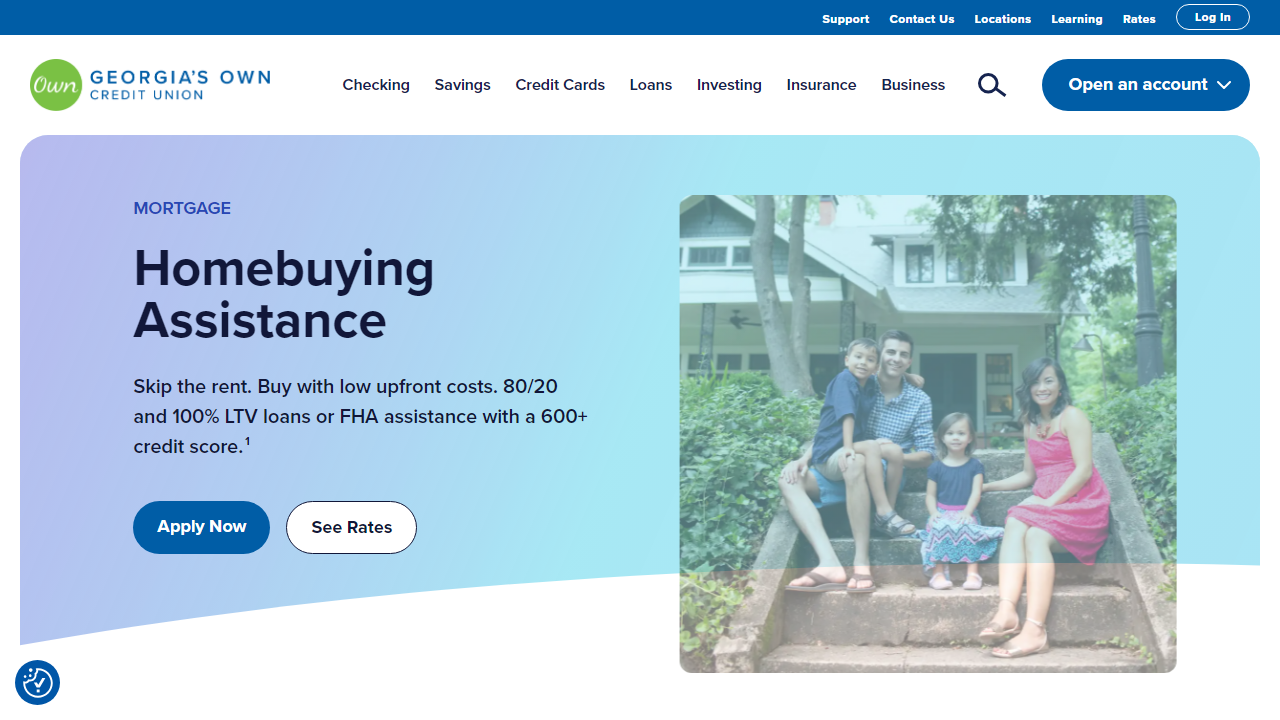 Support Contact Us Locations Learning Rates Log In
Own GEORGIA'S OWN
CREDIT UNION
Checking Savings Credit Cards Loans Investing Insurance Business Open an account
MORTGAGE
Homebuying
Assistance
Skip the rent. Buy with low upfront costs. 80/20
and 100% LTV loans or FHA assistance with a 600+
credit score.¹
Apply Now See Rates